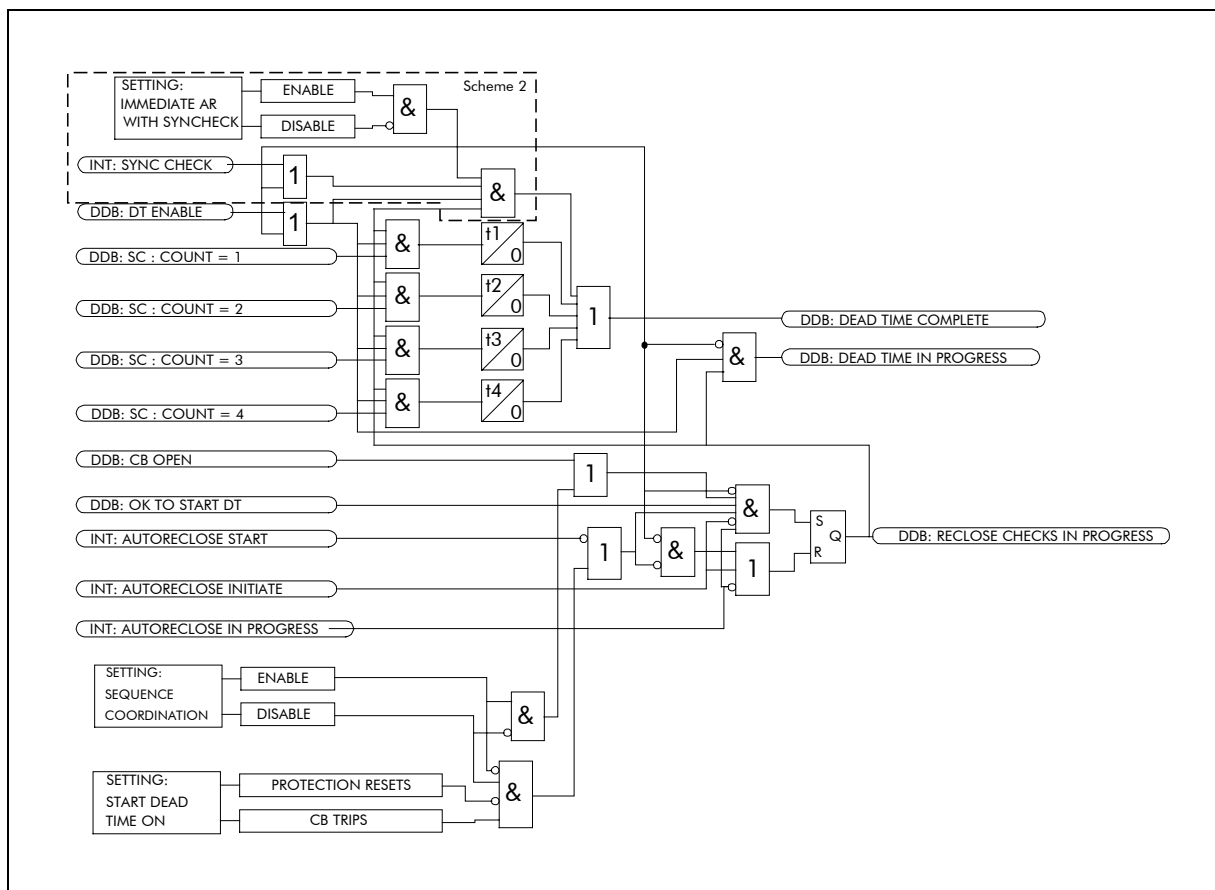 Scheme 2
SETTING:
IMMEDIATE AR
WITH SYNCHECK
ENABLE
DISABLE
&
INT: SYNC CHECK
1
&
DDB: DT ENABLE
1
DDB: SC : COUNT = 1
&
t1
0
DDB: SC : COUNT = 2
&
t2
0
1
DDB: DEAD TIME COMPLETE
DDB: SC : COUNT = 3
&
t3
0
&
DDB: DEAD TIME IN PROGRESS
DDB: SC : COUNT = 4
&
t4
0
DDB: CB OPEN
1
DDB: OK TO START DT
&
INT: AUTORECLOSE START
1
&
1
S
Q
R
DDB: RECLOSE CHECKS IN PROGRESS
INT: AUTORECLOSE INITIATE
INT: AUTORECLOSE IN PROGRESS
SETTING:
SEQUENCE
COORDINATION
ENABLE
DISABLE
&
SETTING:
START DEAD
TIME ON
PROTECTION RESETS
CB TRIPS
&